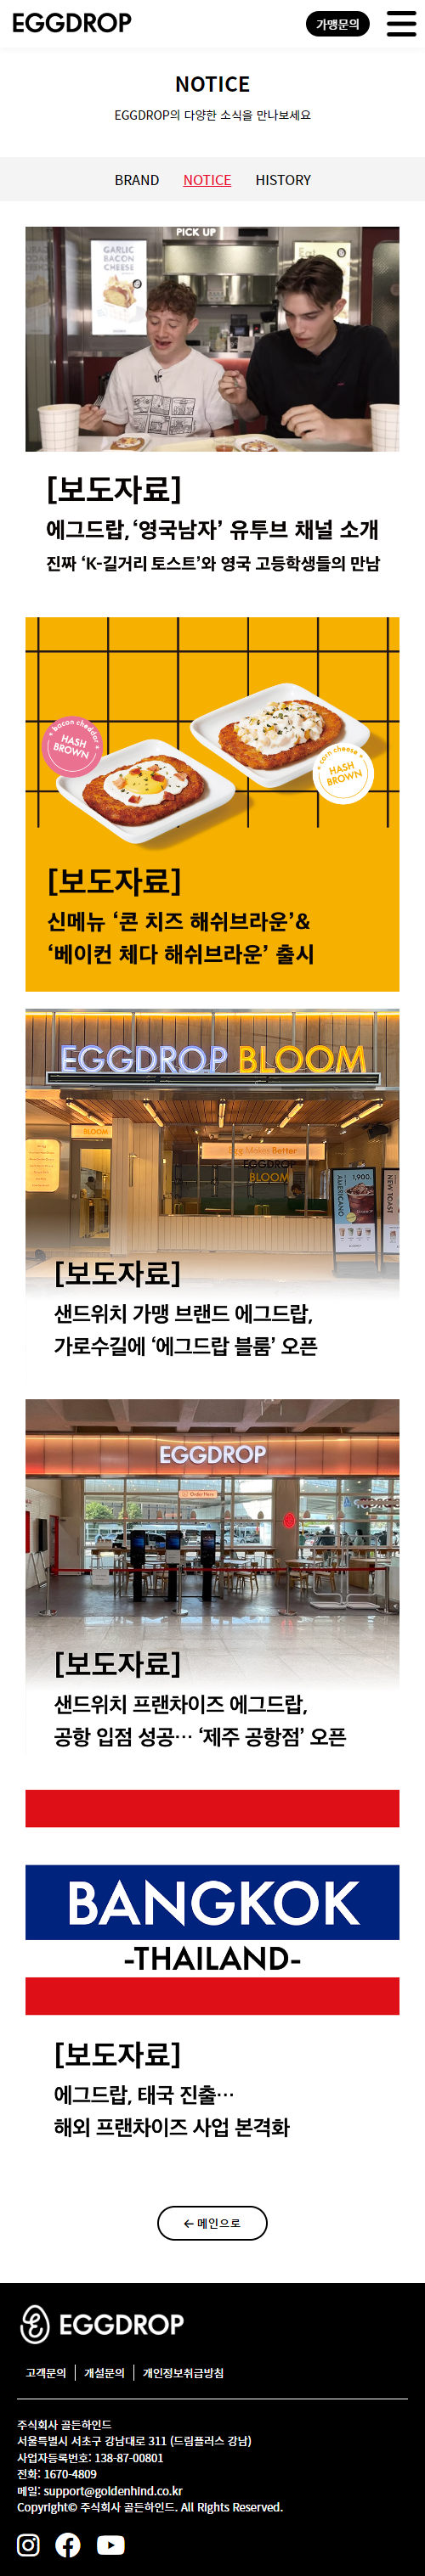 EGGDROP
가맹문의
NOTICE
EGGDROP의 다양한 소식을 만나보세요
BRAND NOTICE HISTORY
PICK UP
GARLIC
BACON
CHEESE
[보도자료]
에그드랍, ‘영국남자’ 유투브 채널 소개
진짜 ‘K-길거리 토스트’와 영국 고등학생들의 만남
bacon cheddar
HASH
BROWN
corn cheese
HASH
BROWN
[보도자료]
신메뉴 ‘콘 치즈 해쉬브라운’&
‘베이컨 체다 해쉬브라운’ 출시
EGGDROP BLOOM
BLOOM
Egg Makes Better
EGGDROP
BLOOM
AMERICANO
1,900.
NEW TOAST
[보도자료]
샌드위치 가맹 브랜드 에그드랍,
가로수길에 ‘에그드랍 블룸’ 오픈
EGGDROP
Order Here
[보도자료]
샌드위치 프랜차이즈 에그드랍,
공항 입점 성공… ‘제주 공항점’ 오픈
BANGKOK
-THAILAND-
[보도자료]
에그드랍, 태국 진출…
해외 프랜차이즈 사업 본격화
← 메인으로
EGGDROP
고객문의 개설문의 개인정보취급방침
주식회사 골든하인드
서울특별시 서초구 강남대로 311 (드림플러스 강남)
사업자등록번호: 138-87-00801
전화: 1670-4809
메일: support@goldenhind.co.kr
Copyright© 주식회사 골든하인드. All Rights Reserved.